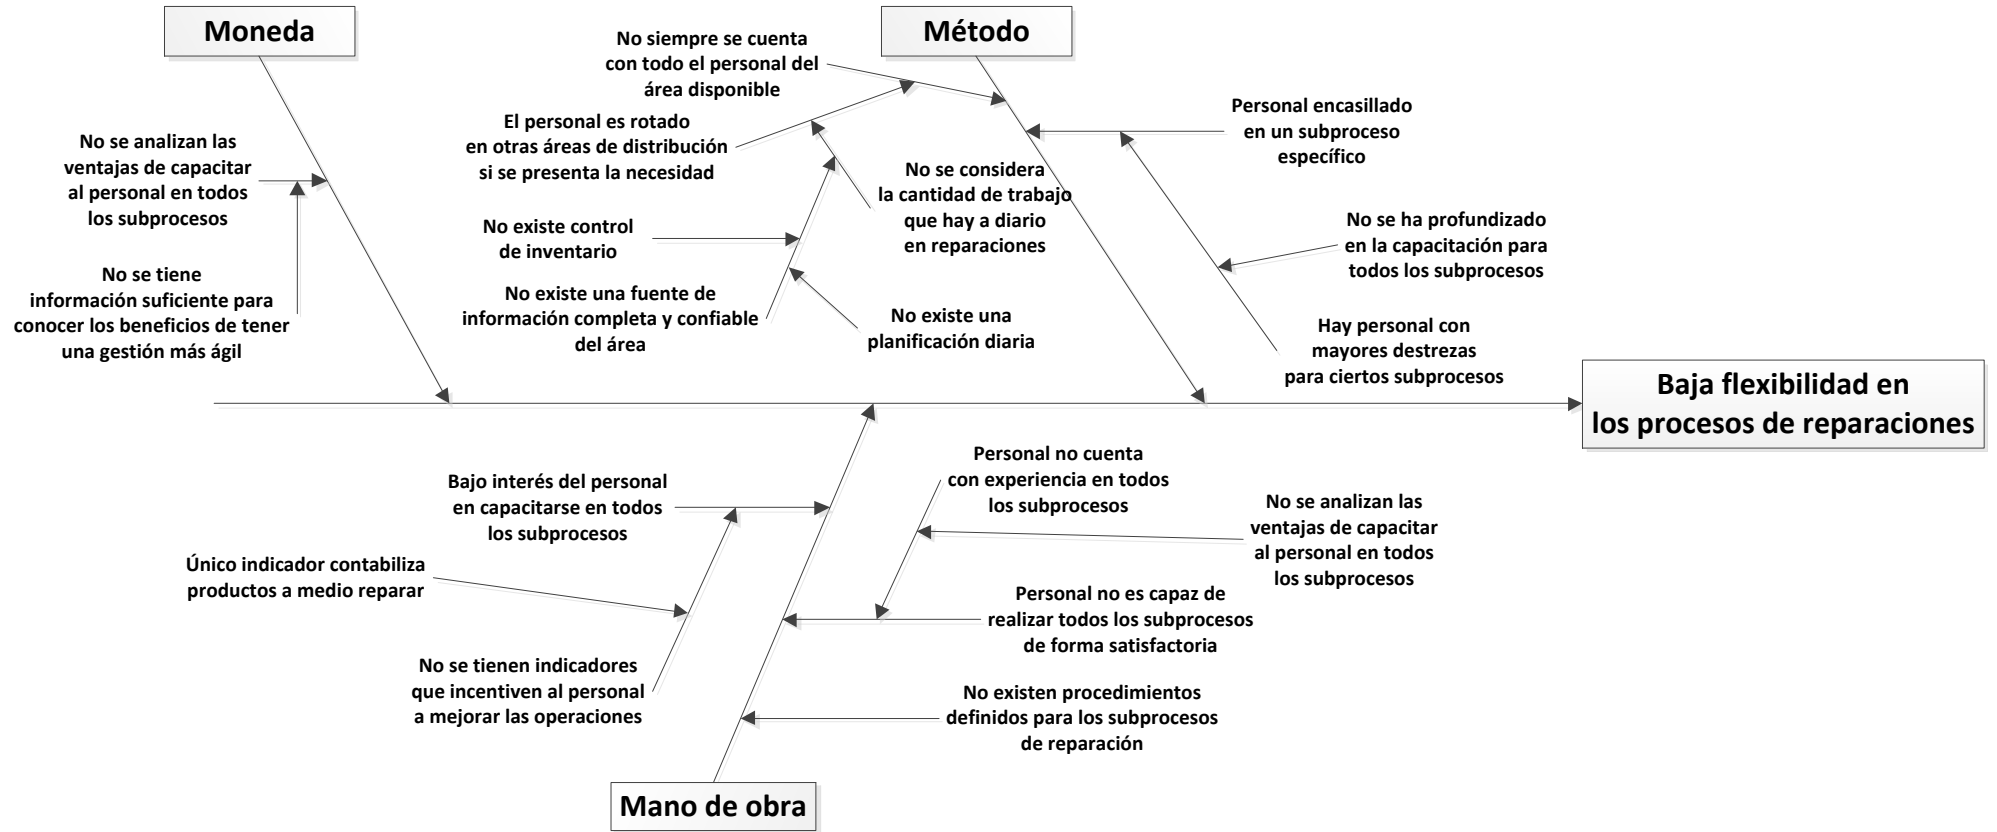 Moneda
Método
No siempre se cuenta
con todo el personal del
área disponible
El personal es rotado
en otras áreas de distribución
si se presenta la necesidad
Personal encasillado
en un subproceso
específico
No se analizan las
ventajas de capacitar
al personal en todos
los subprocesos
No se considera
la cantidad de trabajo
que hay a diario
en reparaciones
No existe control
de inventario
No se ha profundizado
en la capacitación para
todos los subprocesos
No se tiene
información suficiente para
conocer los beneficios de tener
una gestión más ágil
No existe una fuente de
información completa y confiable
del área
No existe una
planificación diaria
Hay personal con
mayores destrezas
para ciertos subprocesos
Baja flexibilidad en
los procesos de reparaciones
Bajo interés del personal
en capacitarse en todos
los subprocesos
Personal no cuenta
con experiencia en todos
los subprocesos
No se analizan las
ventajas de capacitar
al personal en todos
los subprocesos
Único indicador contabiliza
productos a medio reparar
Personal no es capaz de
realizar todos los subprocesos
de forma satisfactoria
No se tienen indicadores
que incentiven al personal
a mejorar las operaciones
No existen procedimientos
definidos para los subprocesos
de reparación
Mano de obra